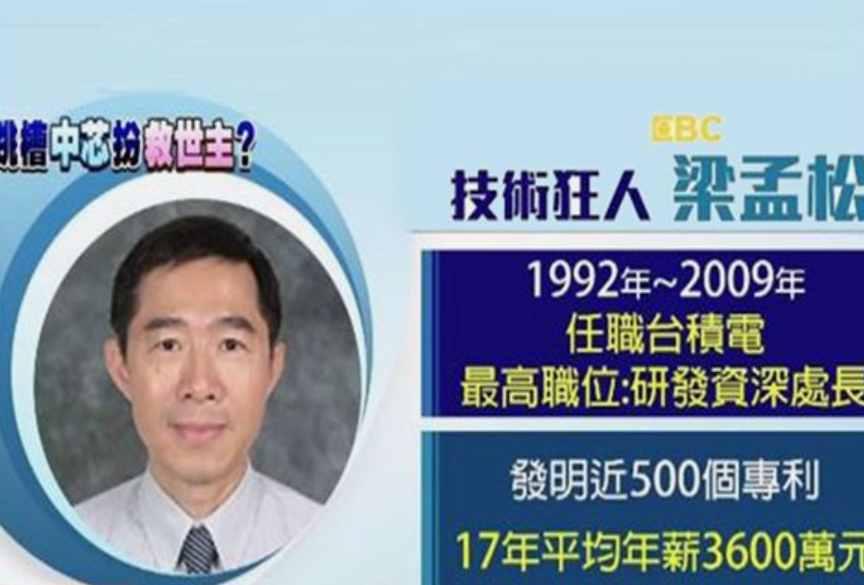 跳槽中芯扮救世主?
EBC
技術狂人 梁孟松
1992年~2009年
任職台積電
最高職位:研發資深處長
發明近500個專利
17年平均年薪3600萬元